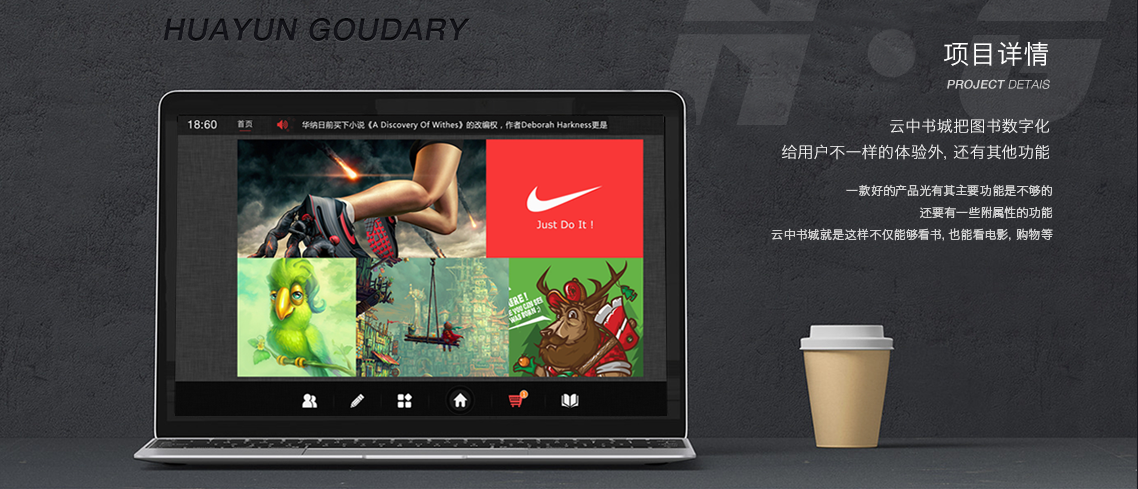 HUAYUN GOUDARY
项目详情
PROJECT DETAIS
云中书城把图书数字化
给用户不一样的体验外, 还有其他功能
一款好的产品光有其主要功能是不够的
还要有一些附属性的功能
云中书城就是这样不仅能够看书, 也能看电影, 购物等
18:60 首页 华纳日前买下小说《A Discovery Of Withes》的改编权，作者Deborah Harkness更是
Just Do It !
YOU CAN SEE
WAS BORN
1